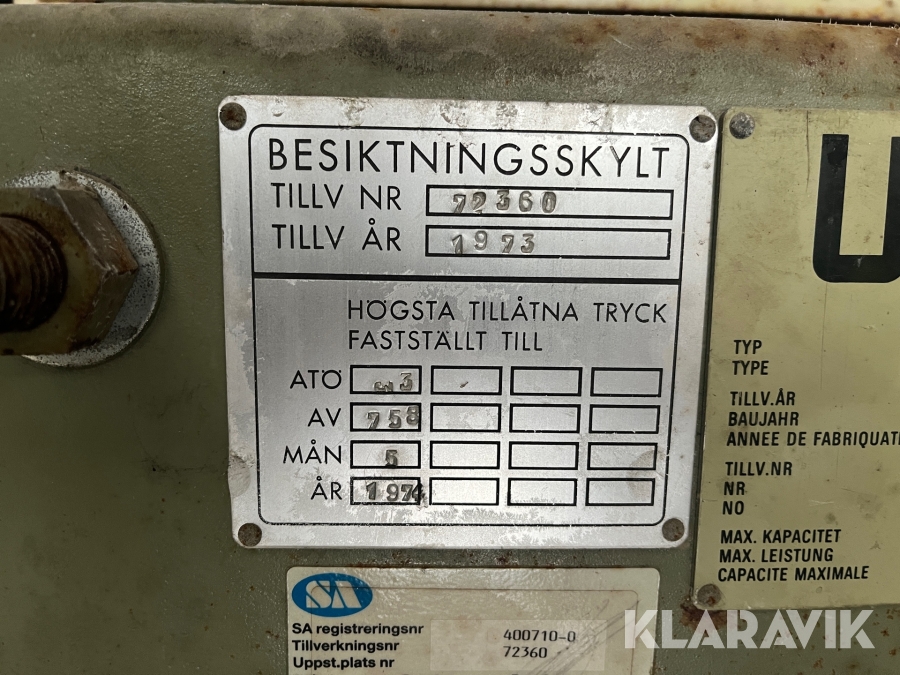 BESIKTNINGSSKYLT
TILLV NR 72360
TILLV ÅR 1973
HÖGSTA TILLÅTNA TRYCK
FASTSTÄLLT TILL
ATÖ 3
AV 758
MÅN 5
ÅR 1974
U
TYP
TYPE
TILLV.ÅR
BAUJAHR
ANNEE DE FABRIQUATI
TILLV.NR
NR
NO
MAX. KAPACITET
MAX. LEISTUNG
CAPACITE MAXIMALE
SA
SA registreringsnr 400710-0
Tillverkningsnr 72360
Uppst.plats nr
KLARAVIK